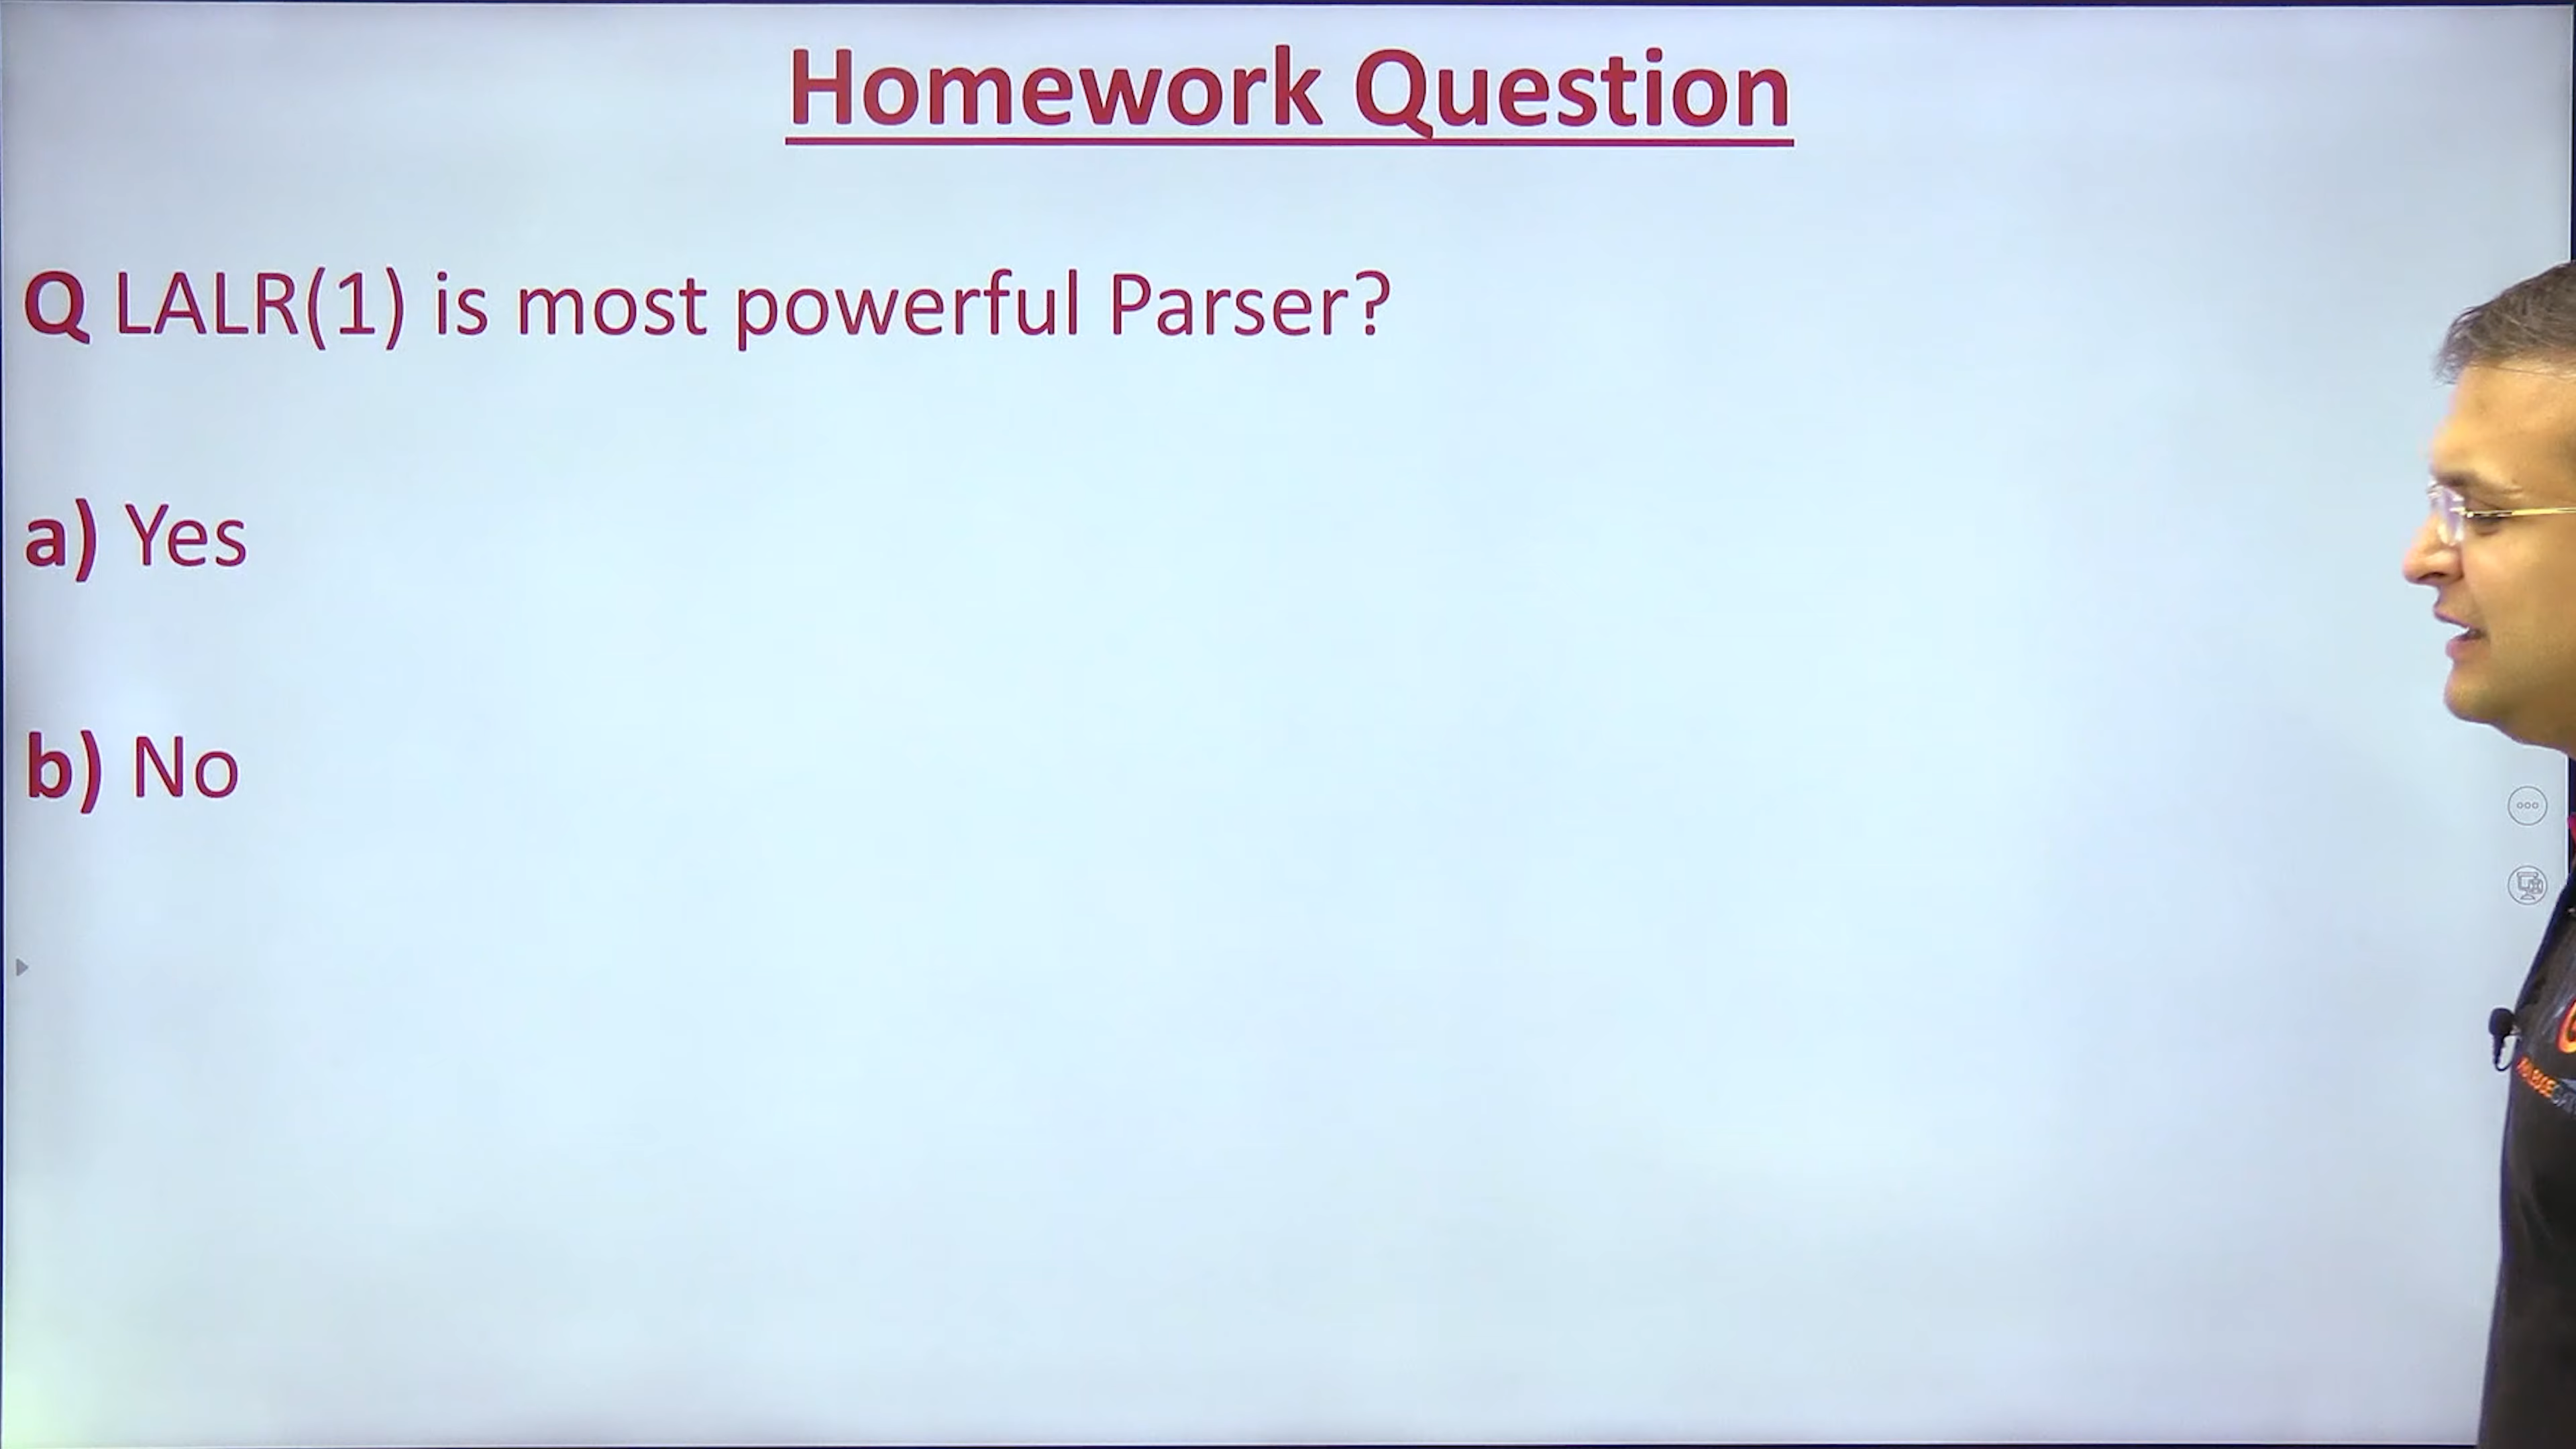 Homework Question
Q LALR(1) is most powerful Parser?
a) Yes
b) No